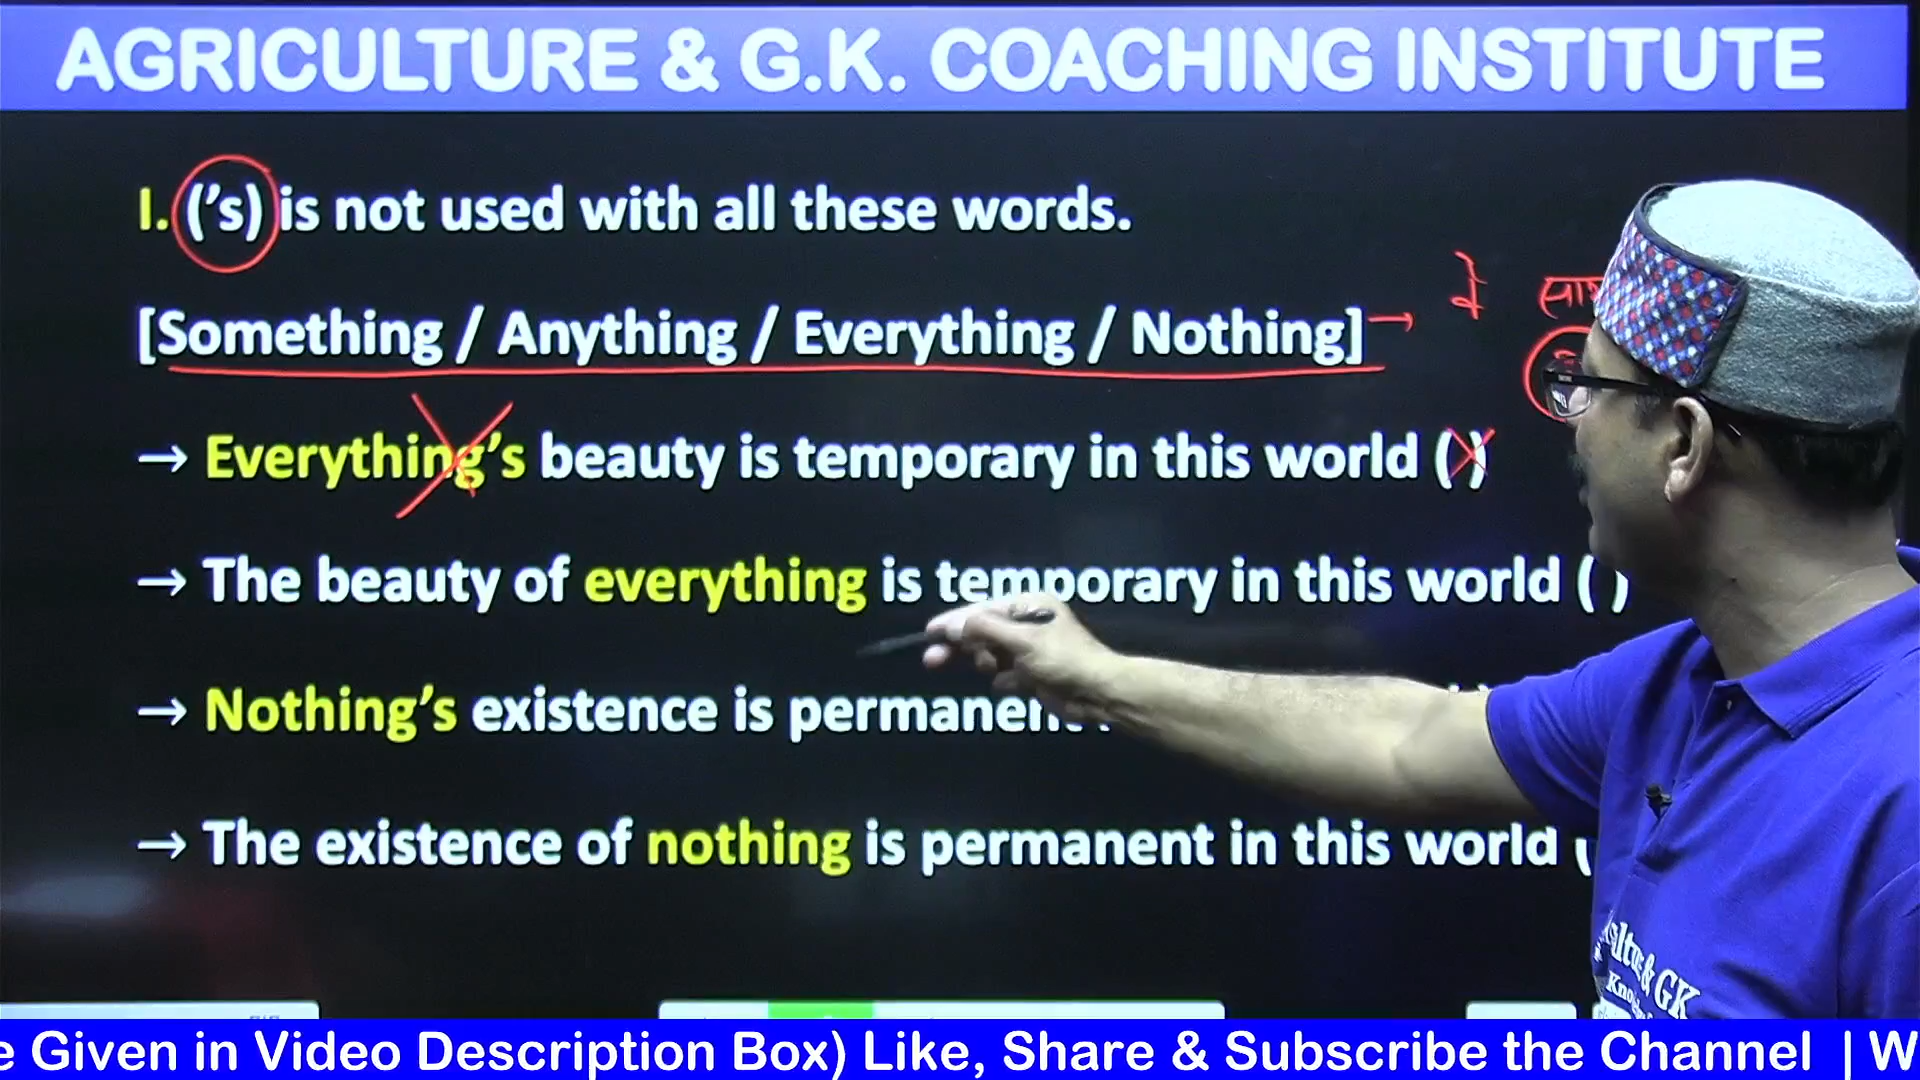 AGRICULTURE & G.K. COACHING INSTITUTE
I. ('s) is not used with all these words.
[Something / Anything / Everything / Nothing] →
→ Everything's beauty is temporary in this world ( )
→ The beauty of everything is temporary in this world ( )
→ Nothing's existence is permanent
→ The existence of nothing is permanent in this world (
& GK
e Given in Video Description Box) Like, Share & Subscribe the Channel | W